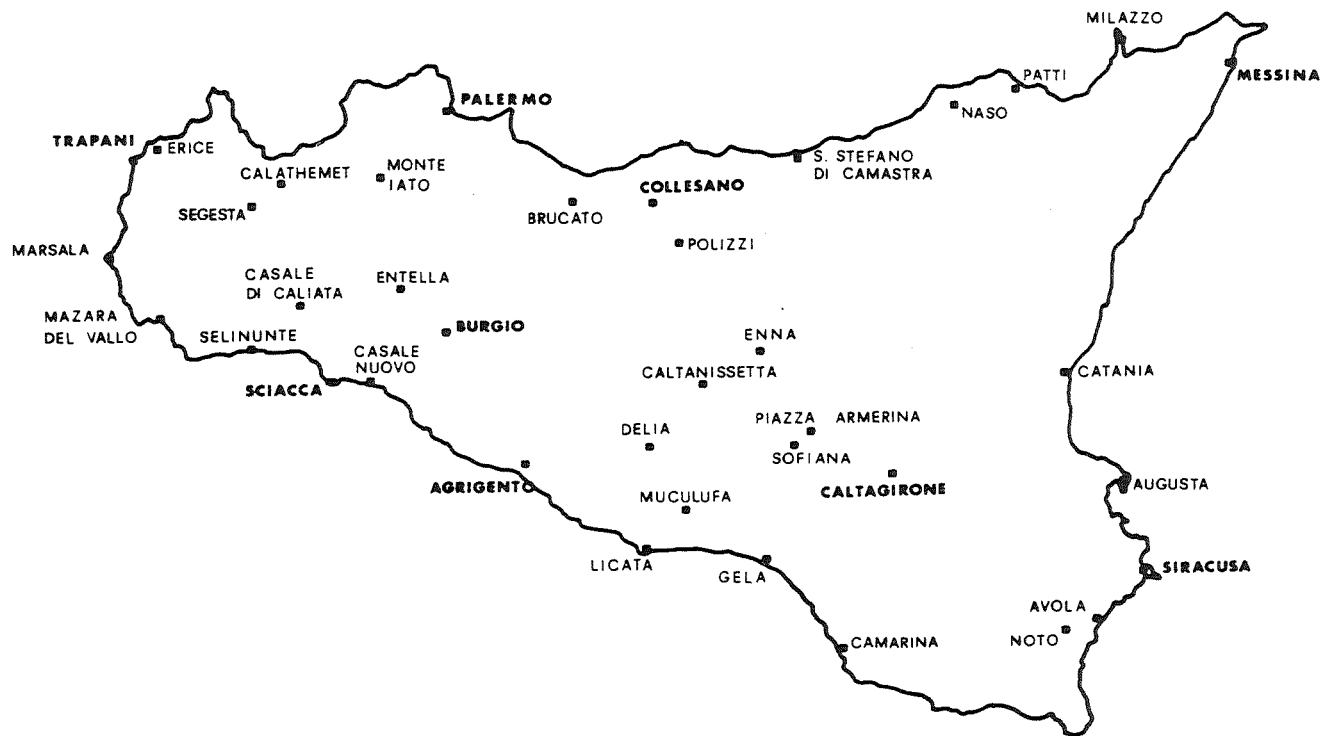 MILAZZO
MESSINA
PATTI
NASO
PALERMO
TRAPANI
ERICE
CALATHEMET
MONTE
IATO
S. STEFANO
DI CAMASTRA
COLLESANO
SEGESTA
BRUCATO
POLIZZI
MARSALA
CASALE
DI CALIATA
ENTELLA
MAZARA
DEL VALLO
SELINUNTE
BURGIO
CASALE
NUOVO
ENNA
SCIACCA
CALTANISSETTA
CATANIA
DELIA
PIAZZA ARMERINA
SOFIANA
AGRIGENTO
MUCULUFA
CALTAGIRONE
AUGUSTA
LICATA
GELA
SIRACUSA
AVOLA
NOTO
CAMARINA